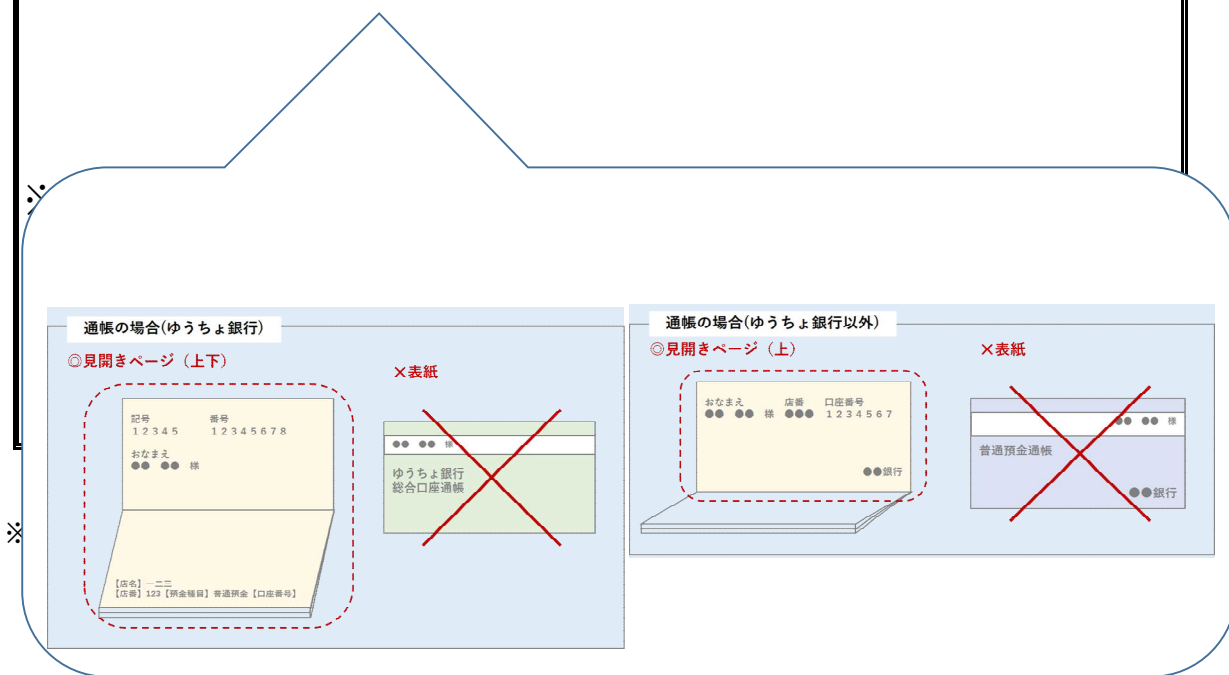 ※
※
通帳の場合(ゆうちょ銀行)
◎見開きページ（上下）
×表紙
記号 番号
１２３４５ １２３４５６７８
おなまえ
●● ●● 様
【店名】一二三
【店番】123【預金種目】普通預金【口座番号】
●● ●● 様
ゆうちょ銀行
総合口座通帳
通帳の場合(ゆうちょ銀行以外)
◎見開きページ（上）
×表紙
おなまえ 店番 口座番号
●● ●● 様 ●●● １２３４５６７
●●銀行
●● ●● 様
普通預金通帳
●●銀行